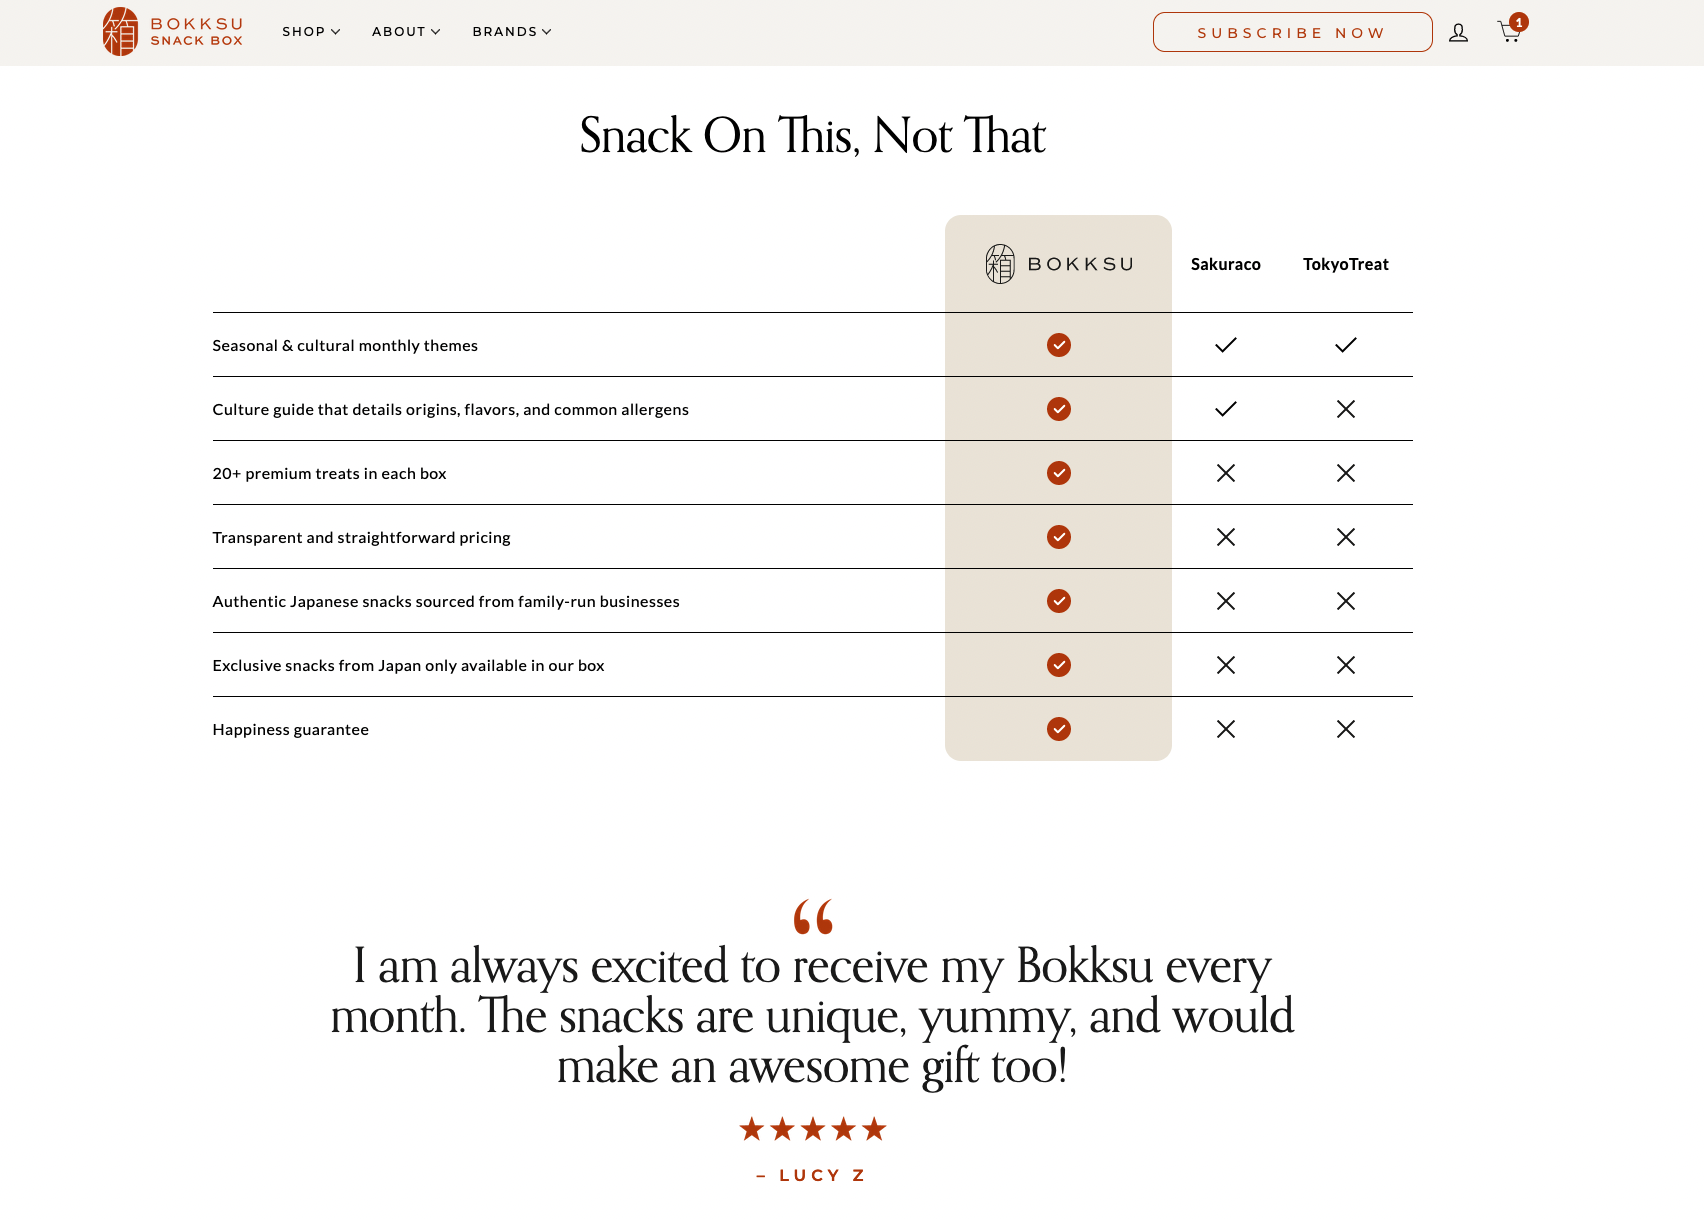 箱 BOKKSU
SNACK BOX
SHOP
ABOUT
BRANDS
SUBSCRIBE NOW
1
Snack On This, Not That
箱 BOKKSU
Sakuraco
TokyoTreat
Seasonal & cultural monthly themes
Culture guide that details origins, flavors, and common allergens
20+ premium treats in each box
Transparent and straightforward pricing
Authentic Japanese snacks sourced from family-run businesses
Exclusive snacks from Japan only available in our box
Happiness guarantee
“
I am always excited to receive my Bokksu every
month. The snacks are unique, yummy, and would
make an awesome gift too!
★★★★★
– LUCY Z